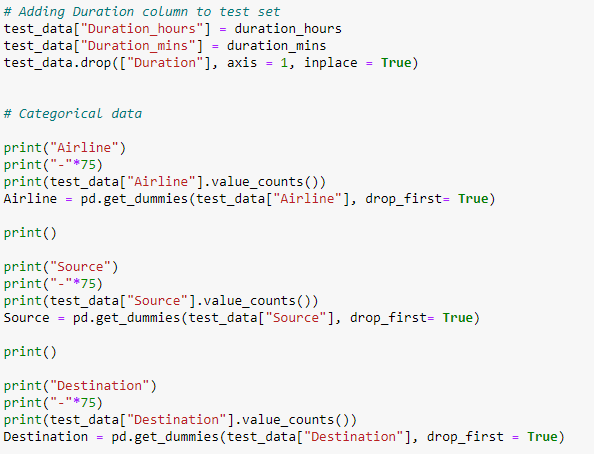 # Adding Duration column to test set
test_data["Duration_hours"] = duration_hours
test_data["Duration_mins"] = duration_mins
test_data.drop(["Duration"], axis = 1, inplace = True)
# Categorical data
print("Airline")
print("-"*75)
print(test_data["Airline"].value_counts())
Airline = pd.get_dummies(test_data["Airline"], drop_first= True)
print()
print("Source")
print("-"*75)
print(test_data["Source"].value_counts())
Source = pd.get_dummies(test_data["Source"], drop_first= True)
print()
print("Destination")
print("-"*75)
print(test_data["Destination"].value_counts())
Destination = pd.get_dummies(test_data["Destination"], drop_first = True)